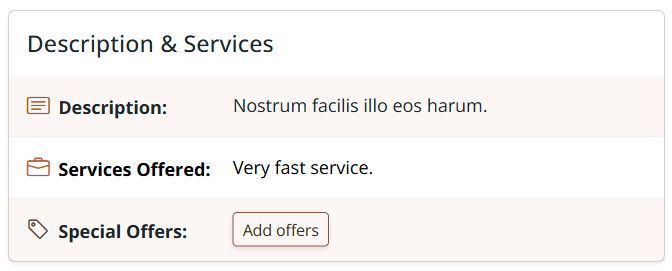 Description & Services
Description: Nostrum facilis illo eos harum.
Services Offered: Very fast service.
Special Offers: Add offers